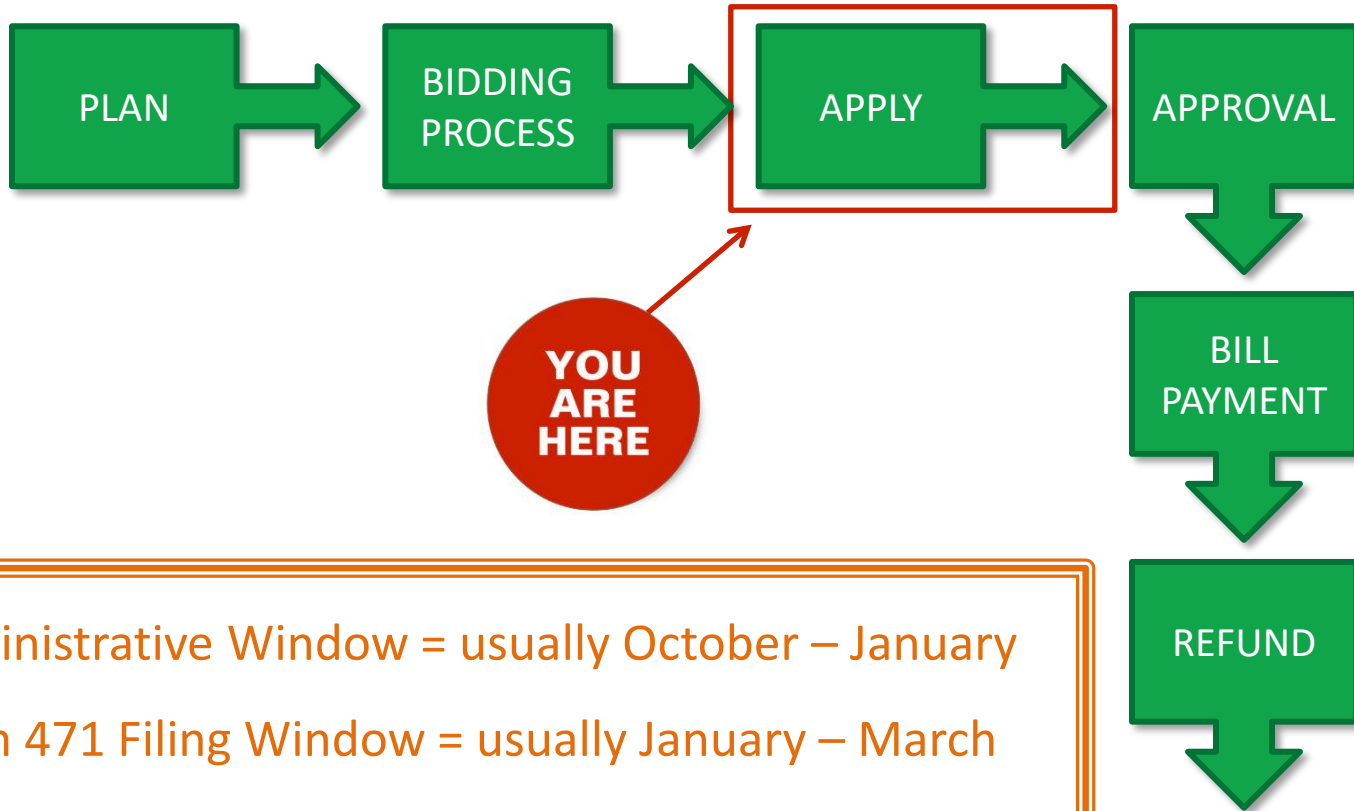 PLAN
BIDDING
PROCESS
APPLY
APPROVAL
YOU
ARE
HERE
BILL
PAYMENT
REFUND
Window = usually October – January
471 Filing Window = usually January – March